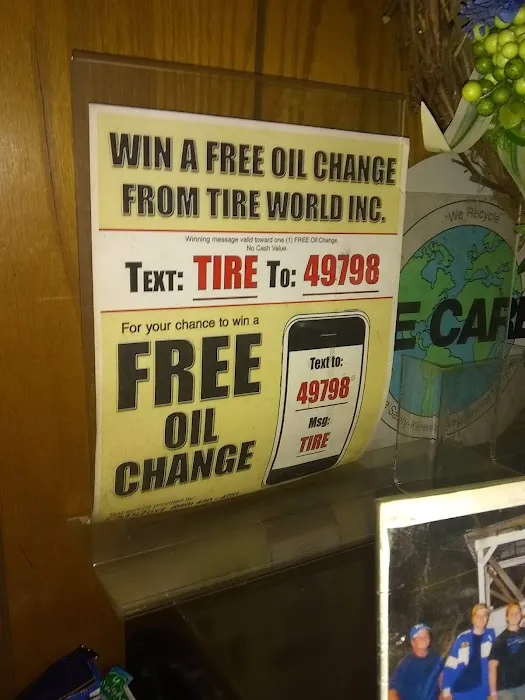 WIN A FREE OIL CHANGE
FROM TIRE WORLD INC.
Winning message valid toward one (1) FREE Oil Change.
No Cash Value.
TEXT: TIRE TO: 49798
For your chance to win a
FREE
OIL
CHANGE
Text to:
49798
Msg:
TIRE
"We Recycle"
E CAR